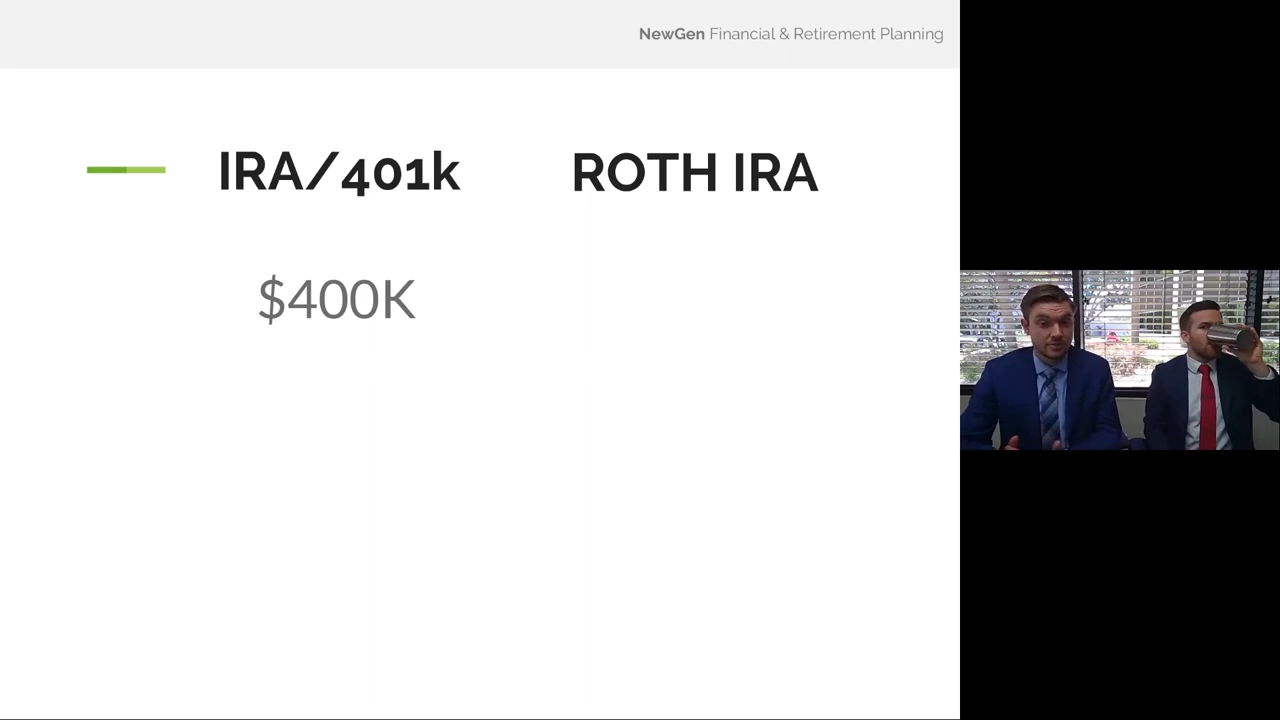 NewGen Financial & Retirement Planning
IRA/401k ROTH IRA
$400K